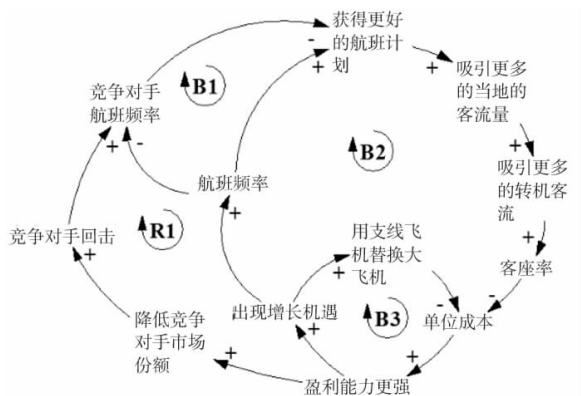 获得更好
的航班计
划
-
+
+
吸引更多
的当地的
客流量
竞争对手
航班频率
B1
+
-
B2
+
吸引更多
的转机客
流
航班频率
+
R1
+
竞争对手回击
+
用支线飞
机替换大
飞机
+
客座率
降低竞争
对手市场
份额
出现增长机遇
+
B3
-
-
单位成本
+
+
盈利能力更强